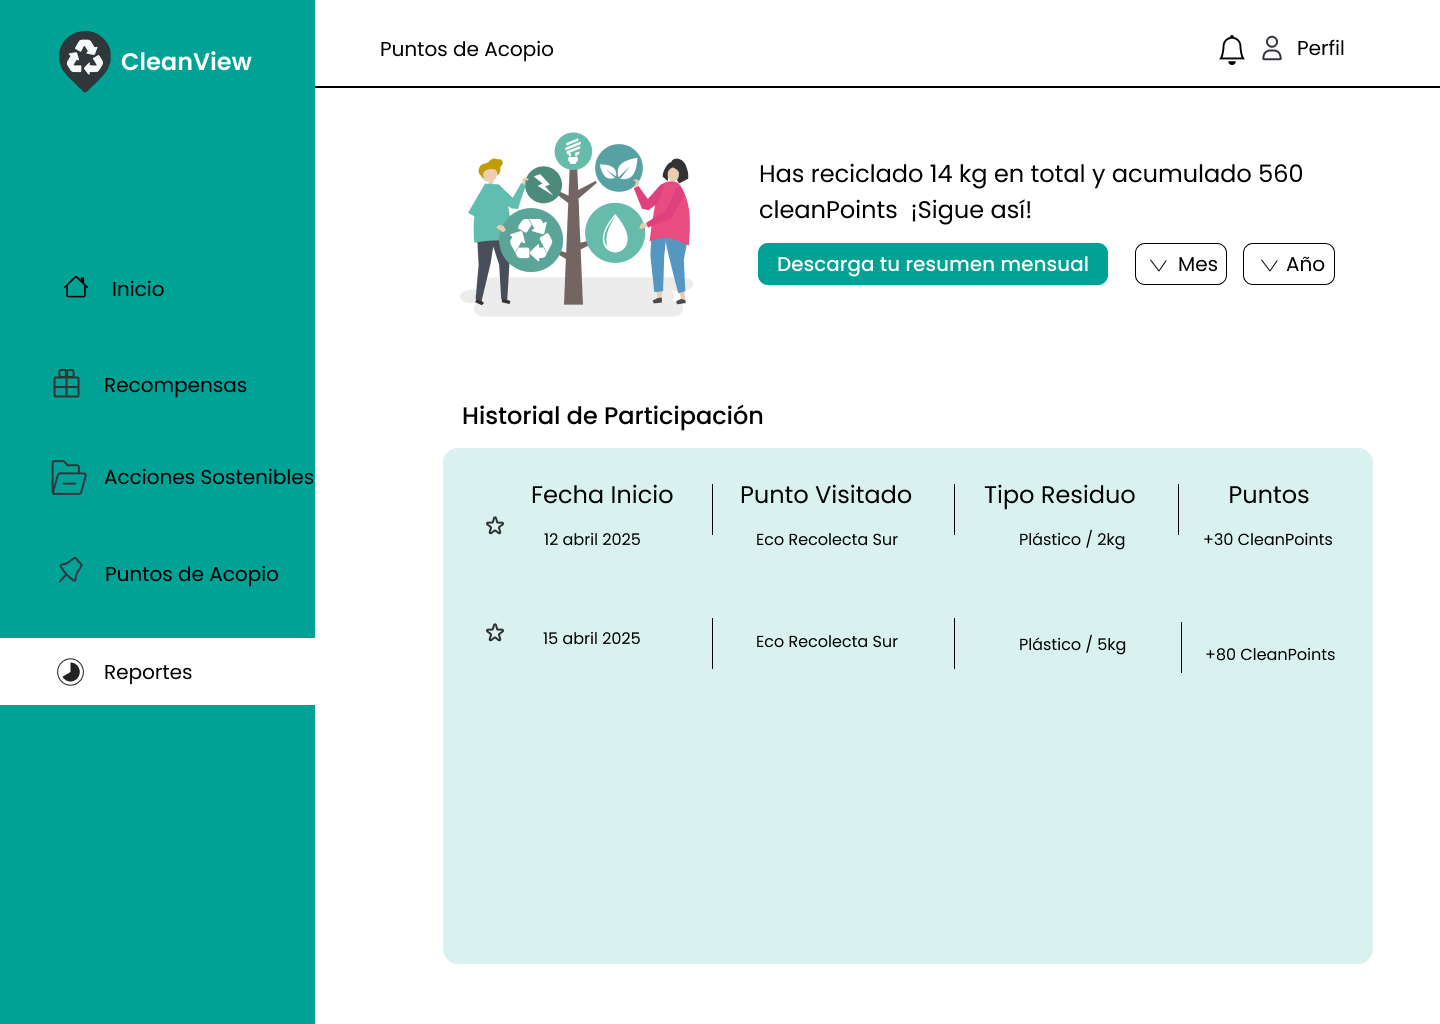 CleanView
Puntos de Acopio
Perfil
Inicio
Recompensas
Acciones Sostenibles
Puntos de Acopio
Reportes
Has reciclado 14 kg en total y acumulado 560
cleanPoints ¡Sigue así!
Descarga tu resumen mensual
Mes
Año
Historial de Participación
Fecha Inicio Punto Visitado Tipo Residuo Puntos
12 abril 2025 Eco Recolecta Sur Plástico / 2kg +30 CleanPoints
15 abril 2025 Eco Recolecta Sur Plástico / 5kg +80 CleanPoints